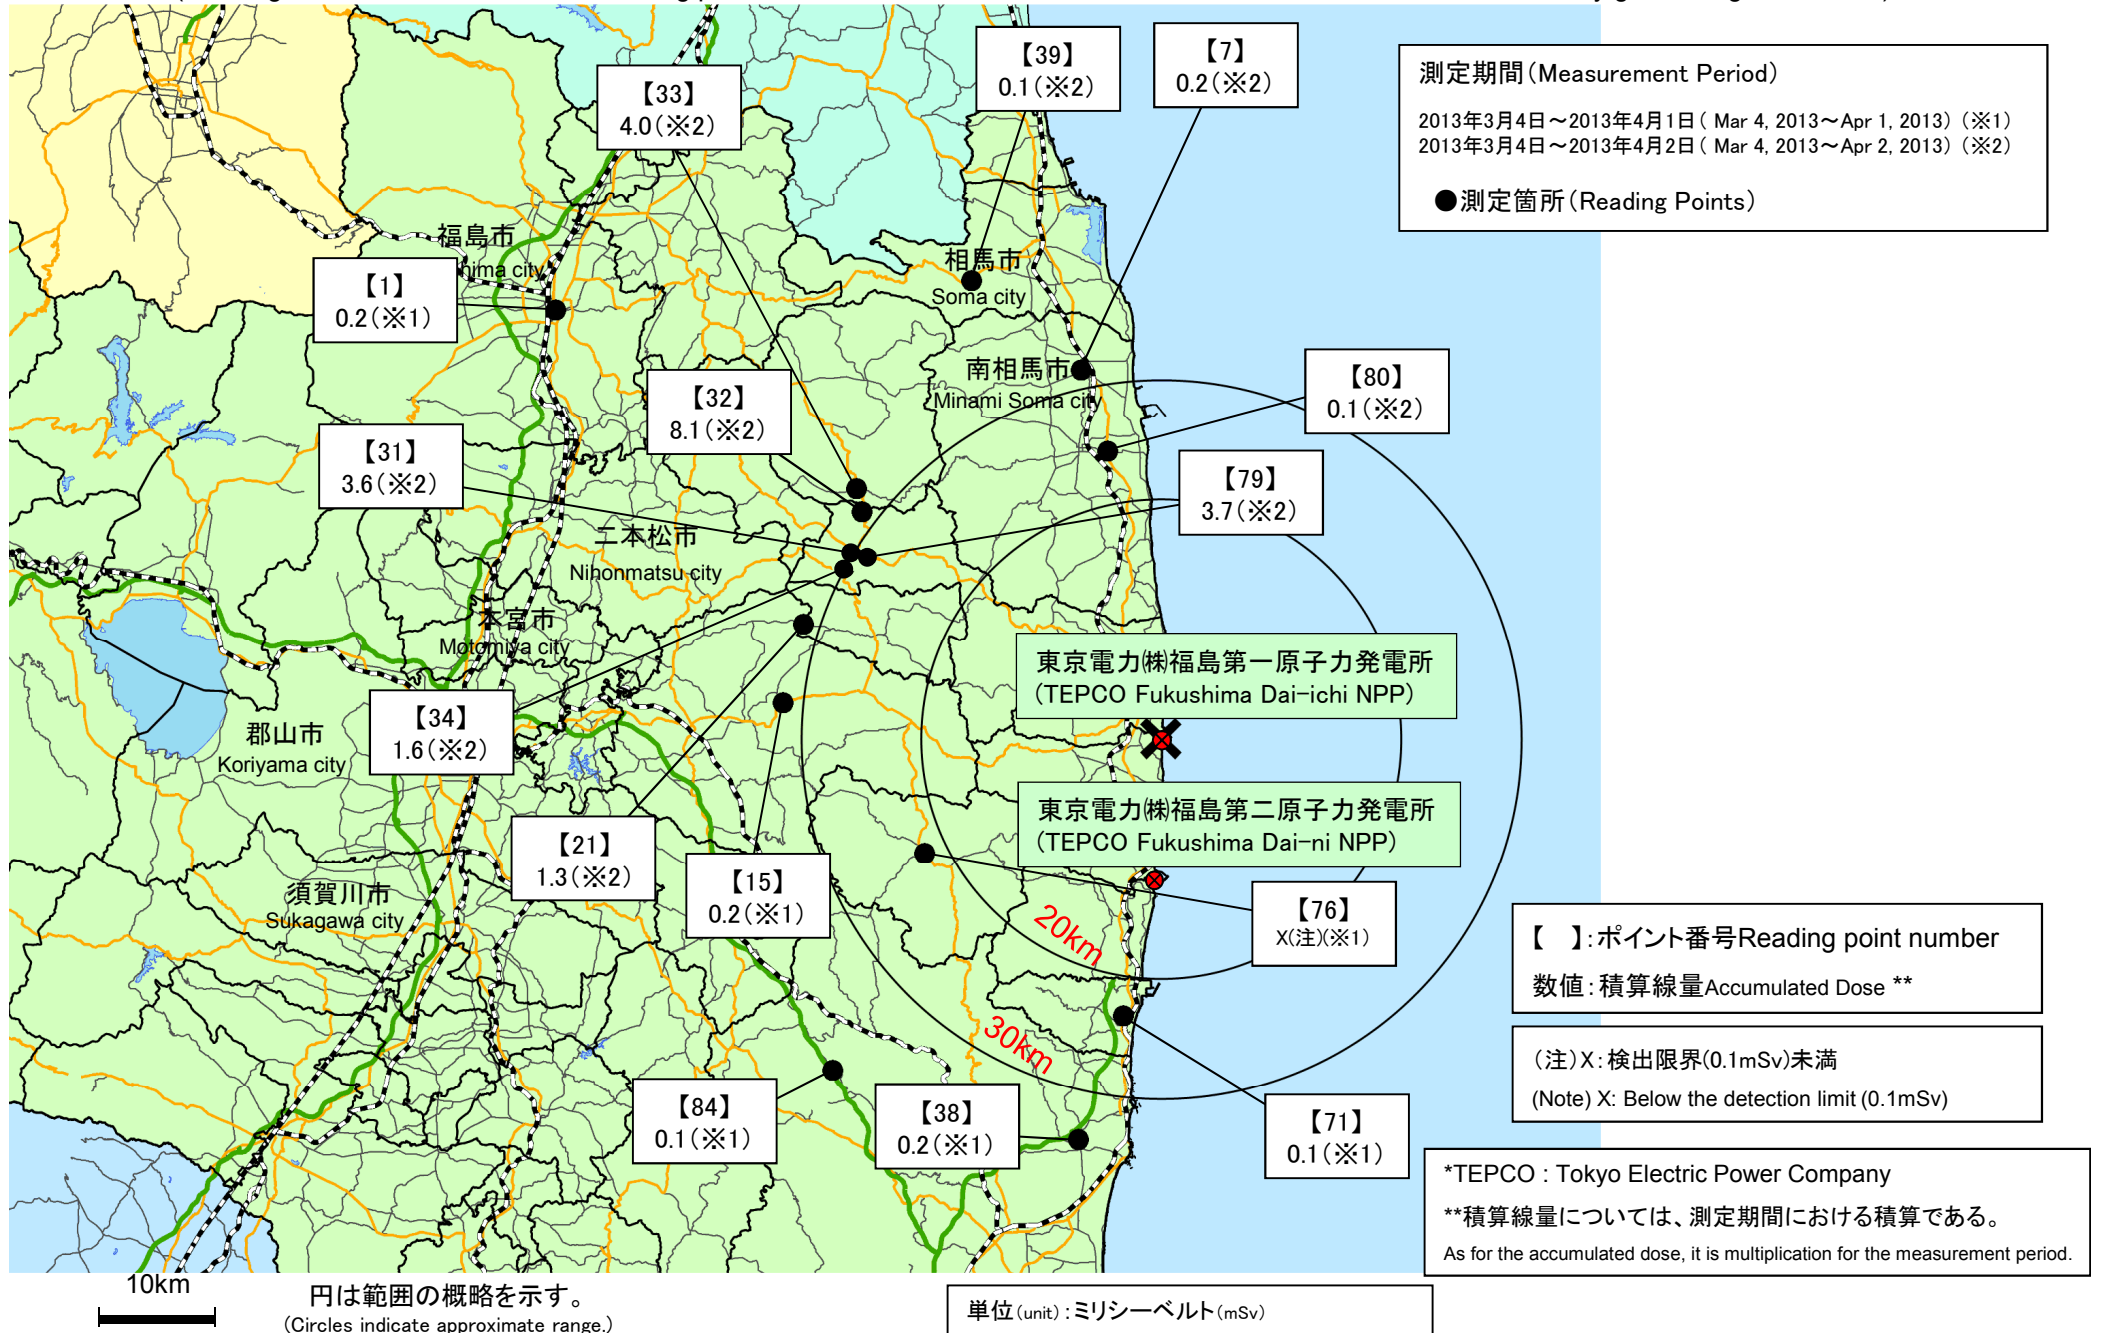 【39】
0.1(※2)
【7】
0.2(※2)
測定期間(Measurement Period)
2013年3月4日～2013年4月1日( Mar 4, 2013～Apr 1, 2013) (※1)
2013年3月4日～2013年4月2日( Mar 4, 2013～Apr 2, 2013) (※2)
●測定箇所(Reading Points)
【33】
4.0(※2)
福島市
hima city
相馬市
Soma city
【1】
0.2(※1)
南相馬市
Minami Soma city
【80】
0.1(※2)
【32】
8.1(※2)
【31】
3.6(※2)
【79】
3.7(※2)
二本松市
Nihonmatsu city
本宮市
Motomiya city
東京電力㈱福島第一原子力発電所
(TEPCO Fukushima Dai-ichi NPP)
【34】
1.6(※2)
郡山市
Koriyama city
東京電力㈱福島第二原子力発電所
(TEPCO Fukushima Dai-ni NPP)
【21】
1.3(※2)
【15】
0.2(※1)
須賀川市
Sukagawa city
【76】
X(注)(※1)
20km
30km
【　】:ポイント番号Reading point number
数値:積算線量Accumulated Dose **
(注)X:検出限界(0.1mSv)未満
(Note) X: Below the detection limit (0.1mSv)
【84】
0.1(※1)
【38】
0.2(※1)
【71】
0.1(※1)
*TEPCO : Tokyo Electric Power Company
**積算線量については、測定期間における積算である。
As for the accumulated dose, it is multiplication for the measurement period.
10km
円は範囲の概略を示す。
(Circles indicate approximate range.)
単位(unit):ミリシーベルト(mSv)